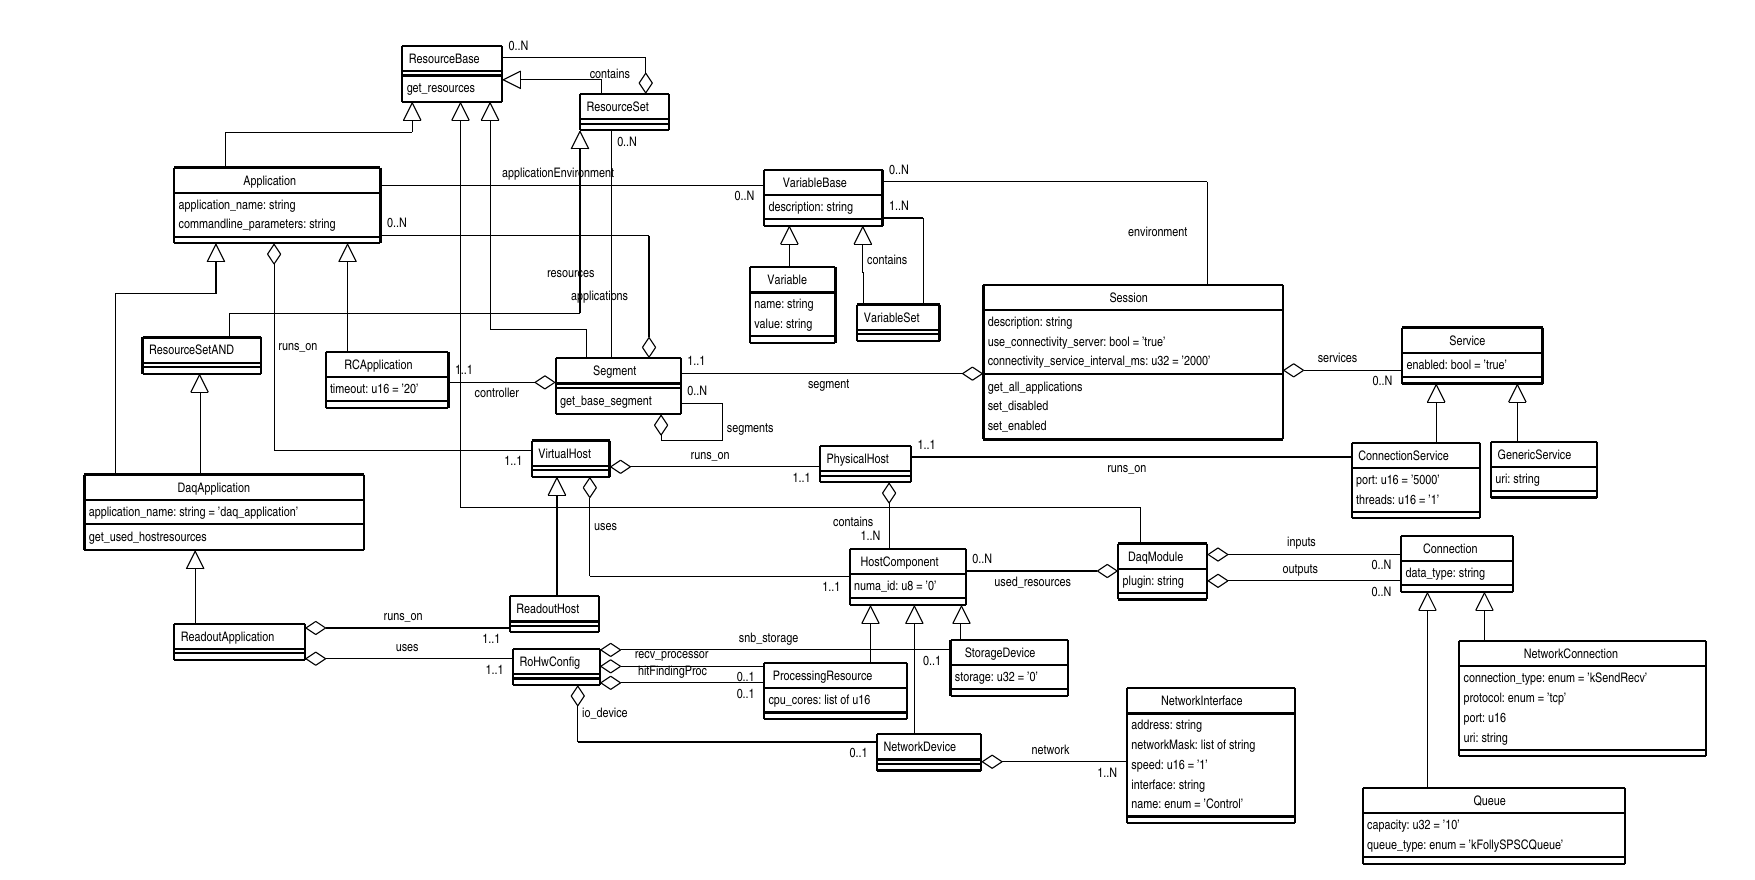 ResourceBase
get_resources
0..N
contains
ResourceSet
0..N
Application
application_name: string
commandline_parameters: string
applicationEnvironment
0..N
0..N
VariableBase
description: string
0..N
1..N
environment
contains
Variable
name: string
value: string
VariableSet
resources
applications
Session
description: string
use_connectivity_server: bool = 'true'
connectivity_service_interval_ms: u32 = '2000'
get_all_applications
set_disabled
set_enabled
services
0..N
Service
enabled: bool = 'true'
ResourceSetAND
runs_on
RCApplication
timeout: u16 = '20'
1..1
controller
Segment
get_base_segment
1..1
0..N
segment
segments
VirtualHost
1..1
runs_on
1..1
PhysicalHost
1..1
runs_on
ConnectionService
port: u16 = '5000'
threads: u16 = '1'
GenericService
uri: string
DaqApplication
application_name: string = 'daq_application'
get_used_hostresources
uses
contains
1..N
HostComponent
numa_id: u8 = '0'
1..1
0..N
used_resources
DaqModule
plugin: string
inputs
0..N
outputs
0..N
Connection
data_type: string
ReadoutHost
ReadoutApplication
runs_on
1..1
uses
1..1
RoHwConfig
snb_storage
0..1
recv_processor
0..1
hitFindingProc
0..1
io_device
0..1
StorageDevice
storage: u32 = '0'
ProcessingResource
cpu_cores: list of u16
NetworkDevice
network
1..N
NetworkInterface
address: string
networkMask: list of string
speed: u16 = '1'
interface: string
name: enum = 'Control'
NetworkConnection
connection_type: enum = 'kSendRecv'
protocol: enum = 'tcp'
port: u16
uri: string
Queue
capacity: u32 = '10'
queue_type: enum = 'kFollySPSCQueue'